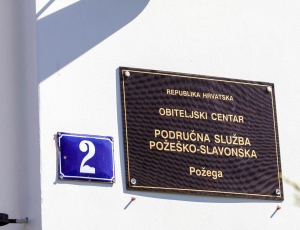 REPUBLIKA HRVATSKA
OBITELJSKI CENTAR
PODRUČNA SLUŽBA
POŽEŠKO-SLAVONSKA
Požega
2